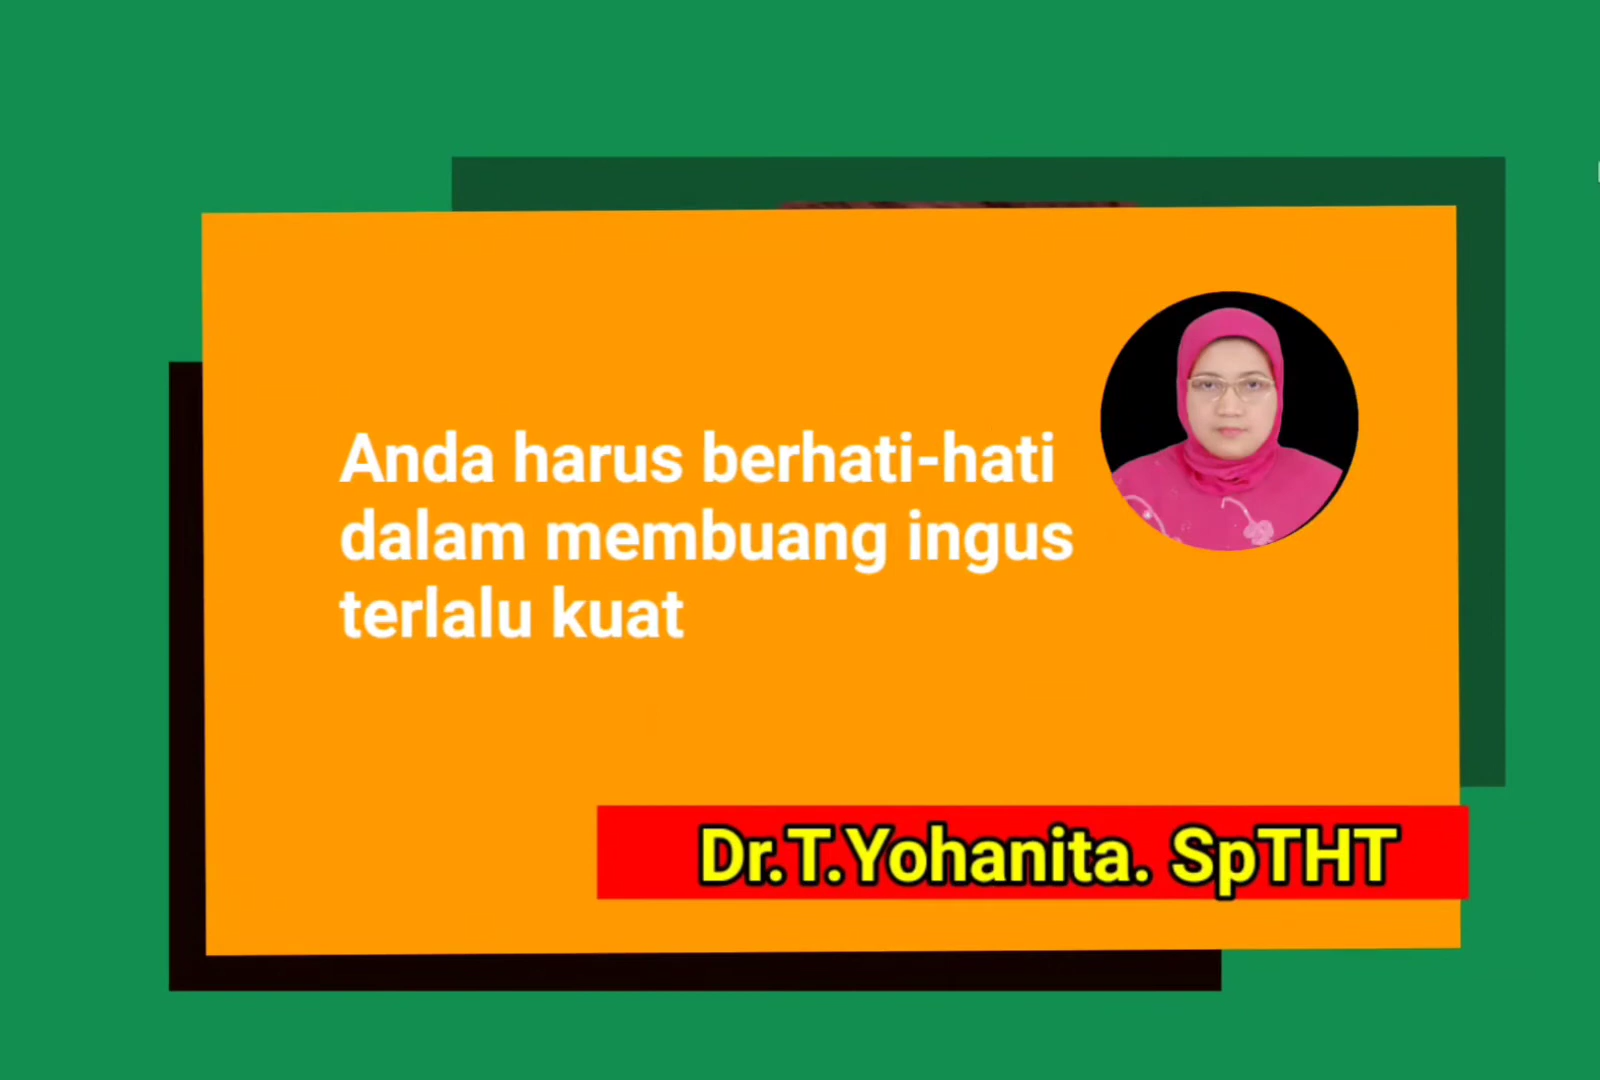 Anda harus berhati-hati
dalam membuang ingus
terlalu kuat
Dr.T.Yohanita. SpTHT